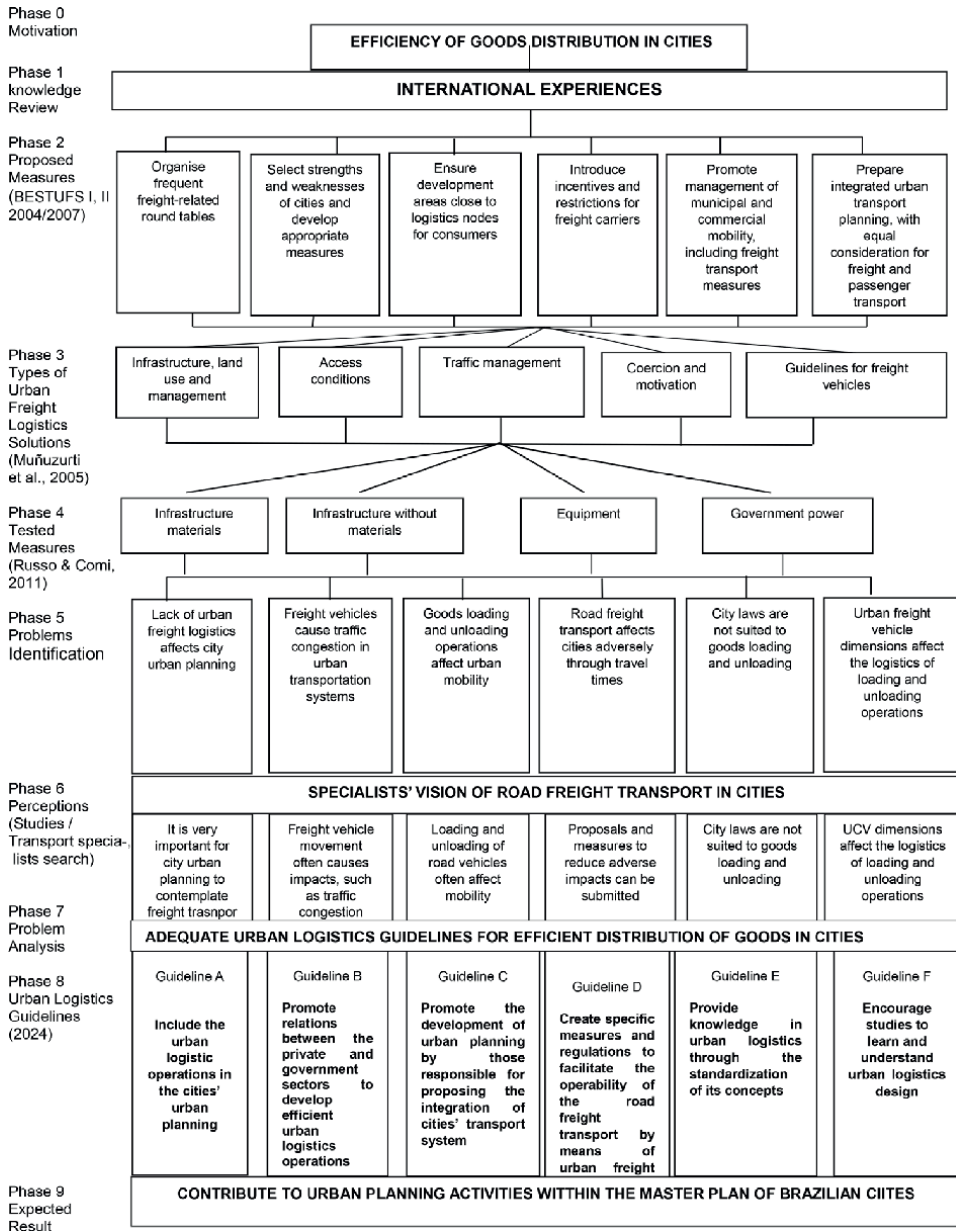 Phase 0
Motivation
EFFICIENCY OF GOODS DISTRIBUTION IN CITIES
Phase 1
knowledge
Review
INTERNATIONAL EXPERIENCES
Phase 2
Proposed
Measures
(BESTUFS I, II
2004/2007)
Organise
frequent
freight-related
round tables
Select strengths
and weaknesses
of cities and
develop
appropriate
measures
Ensure
development
areas close to
logistics nodes
for consumers
Introduce
incentives and
restrictions for
freight carriers
Promote
management of
municipal and
commercial
mobility,
including freight
transport
measures
Prepare
integrated urban
transport
planning, with
equal
consideration for
freight and
passenger
transport
Phase 3
Types of
Urban
Freight
Logistics
Solutions
(Muñuzurti
et al., 2005)
Infrastructure, land
use and
management
Access
conditions
Traffic management
Coercion and
motivation
Guidelines for freight
vehicles
Phase 4
Tested
Measures
(Russo & Comi,
2011)
Infrastructure
materials
Infrastructure without
materials
Equipment
Government power
Phase 5
Problems
Identification
Lack of urban
freight logistics
affects city
urban planning
Freight vehicles
cause traffic
congestion in
urban
transportation
systems
Goods loading
and unloading
operations
affect urban
mobility
Road freight
transport affects
cities adversely
through travel
times
City laws are
not suited to
goods loading
and unloading
Urban freight
vehicle
dimensions affect
the logistics of
loading and
unloading
operations
Phase 6
Perceptions
(Studies /
Transport specia-,
lists search)
SPECIALISTS' VISION OF ROAD FREIGHT TRANSPORT IN CITIES
It is very
important for
city urban
planning to
contemplate
freight trasnpor
Freight vehicle
movement
often causes
impacts, such
as traffic
congestion
Loading and
unloading of
road vehicles
often affect
mobility
Proposals and
measures to
reduce adverse
impacts can be
submitted
City laws are not
suited to goods
loading and
unloading
UCV dimensions
affect the logistics
of loading and
unloading
operations
Phase 7
Problem
Analysis
ADEQUATE URBAN LOGISTICS GUIDELINES FOR EFFICIENT DISTRIBUTION OF GOODS IN CITIES
Phase 8
Urban Logistics
Guidelines
(2024)
Guideline A
Include the
urban
logistic
operations in
the cities' urban
planning
Guideline B
Promote
relations
between the
private and
government
sectors to
develop
efficient
urban
logistics
operations
Guideline C
Promote the
development of
urban planning
by those
responsible for
proposing the
integration of
cities' transport
system
Guideline D
Create specific
measures and
regulations to
facilitate the
operability of
the road
freight
transport by
means of
urban freight
Guideline E
Provide
knowledge in
urban logistics
through the
standardization
of its concepts
Guideline F
Encourage
studies to
learn and
understand
urban logistics
design
Phase 9
Expected
Result
CONTRIBUTE TO URBAN PLANNING ACTIVITIES WITTHIN THE MASTER PLAN OF BRAZILIAN CIITES